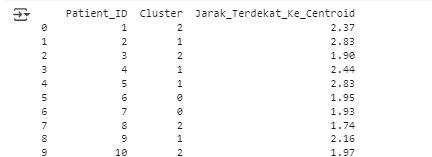 Patient_ID Cluster Jarak_Terdekat_Ke_Centroid
0 1 2 2.37
1 2 1 2.83
2 3 2 1.90
3 4 1 2.44
4 5 1 2.83
5 6 0 1.95
6 7 0 1.93
7 8 2 1.74
8 9 1 2.16
9 10 2 1.97